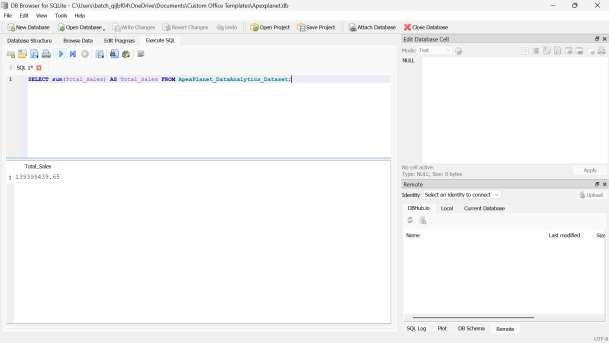 DB Browser for SQLite - C:\Users\batch_gijbf04\OneDrive\Documents\Custom Office Templates\Apexplanet.db
File Edit View Tools Help
New Database Open Database Write Changes Revert Changes Undo Open Project Save Project Attach Database Close Database
Database Structure Browse Data Edit Pragmas Execute SQL
SQL 1*
1 SELECT sum(Total_Sales) AS Total_Sales FROM ApexPlanet_DataAnalytics_Dataset;
Total_Sales
1 139399439.65
Edit Database Cell
Mode: Text
NULL
No cell active.
Type: NULL; Size: 0 bytes
Apply
Remote
Identity Select an identity to connect Upload
DBHub.io Local Current Database
Name Last modified Size
SQL Log Plot DB Schema Remote
UTF-8